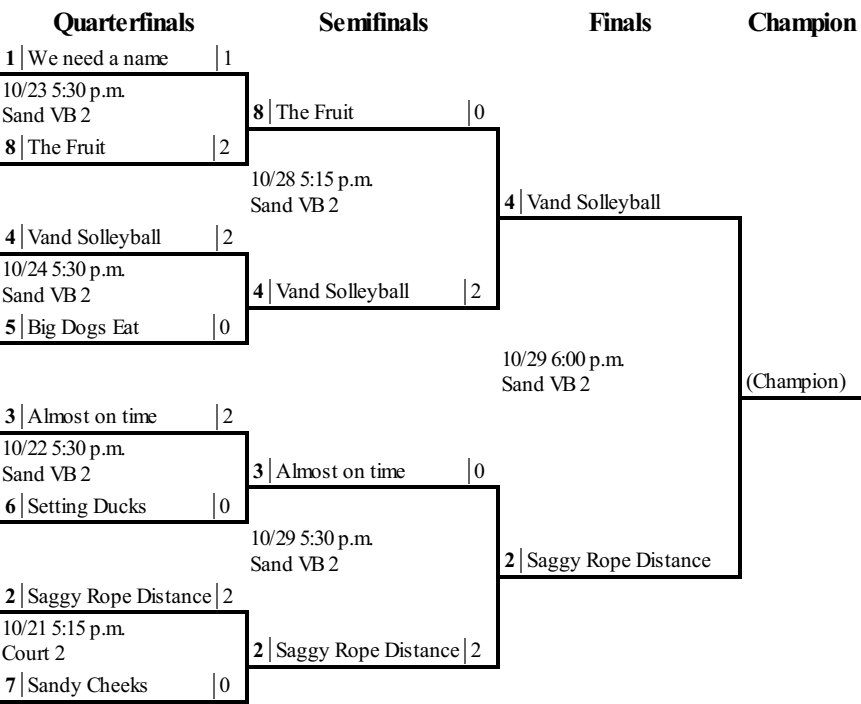 Quarterfinals Semifinals Finals Champion
1 We need a name 1
10/23 5:30 p.m.
Sand VB 2
8 The Fruit 2
8 The Fruit 0
10/28 5:15 p.m.
Sand VB 2
4 Vand Solleyball 2
10/24 5:30 p.m.
Sand VB 2
5 Big Dogs Eat 0
4 Vand Solleyball 2
4 Vand Solleyball
10/29 6:00 p.m.
Sand VB 2
(Champion)
3 Almost on time 2
10/22 5:30 p.m.
Sand VB 2
6 Setting Ducks 0
3 Almost on time 0
10/29 5:30 p.m.
Sand VB 2
2 Saggy Rope Distance
2 Saggy Rope Distance 2
10/21 5:15 p.m.
Court 2
7 Sandy Cheeks 0
2 Saggy Rope Distance 2